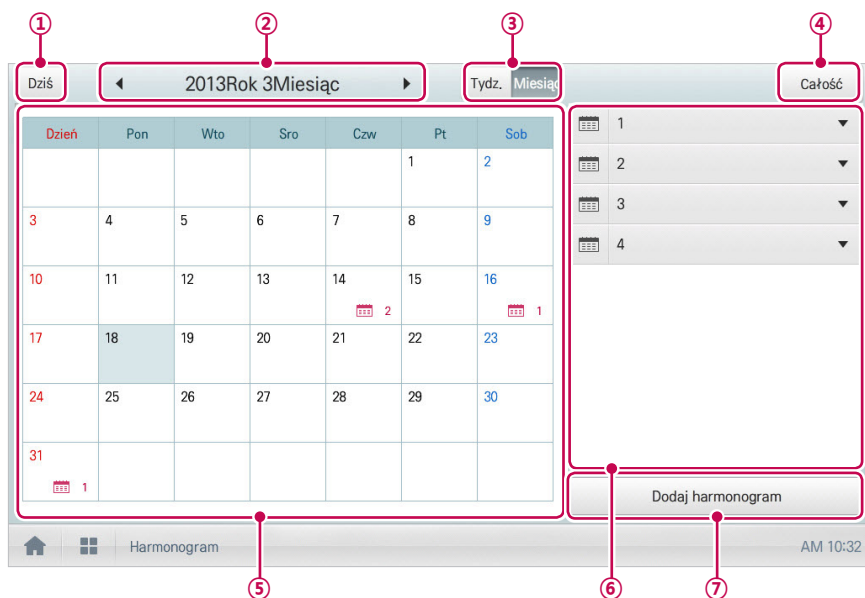 ① ② ③ ④
Dziś 2013Rok 3Miesiąc Tydz. Miesiąc Całość
Dzień Pon Wto Sro Czw Pt Sob
1 2
3 4 5 6 7 8 9
10 11 12 13 14 15 16
2 1
17 18 19 20 21 22 23
24 25 26 27 28 29 30
31
1
1
2
3
4
Dodaj harmonogram
Harmonogram AM 10:32
⑤ ⑥ ⑦